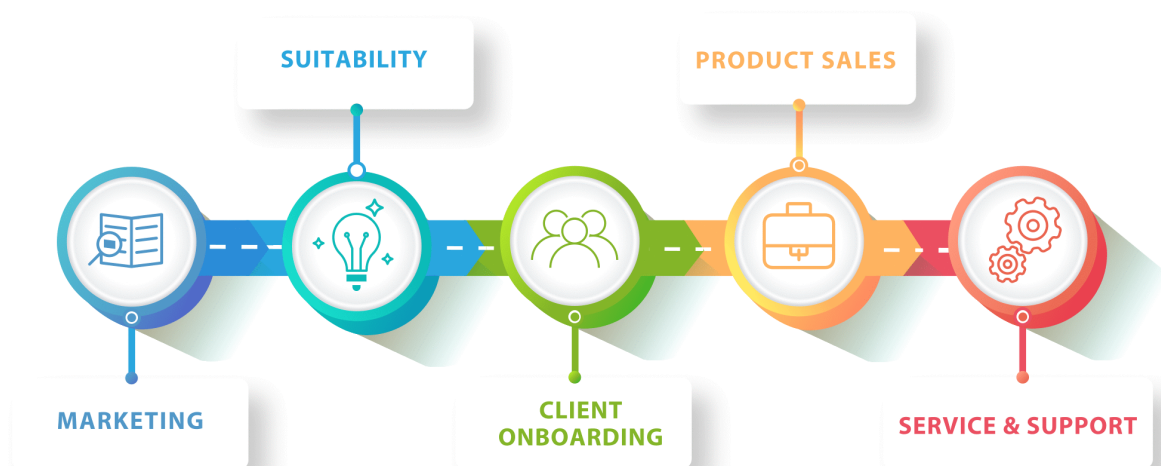 SUITABILITY
PRODUCT SALES
MARKETING
CLIENT
ONBOARDING
SERVICE & SUPPORT